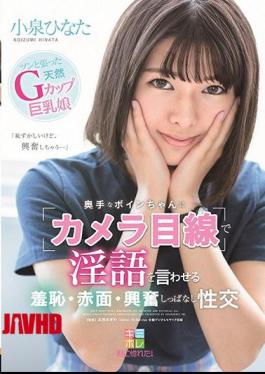 小泉ひなた
KOIZUMI HINATA
ツンと張った
天然
Gカップ
巨乳娘
「恥ずかしいけど、
興奮しちゃう…」
奥手なボインちゃんに
カメラ目線で
淫語を言わせる
羞恥・赤面・興奮しっぱなし性交
JAVHD